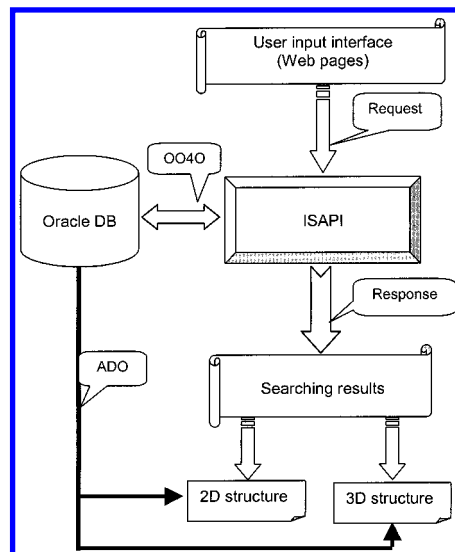 User input interface
(Web pages)
Request
OO4O
Oracle DB
ISAPI
Response
ADO
Searching results
2D structure
3D structure